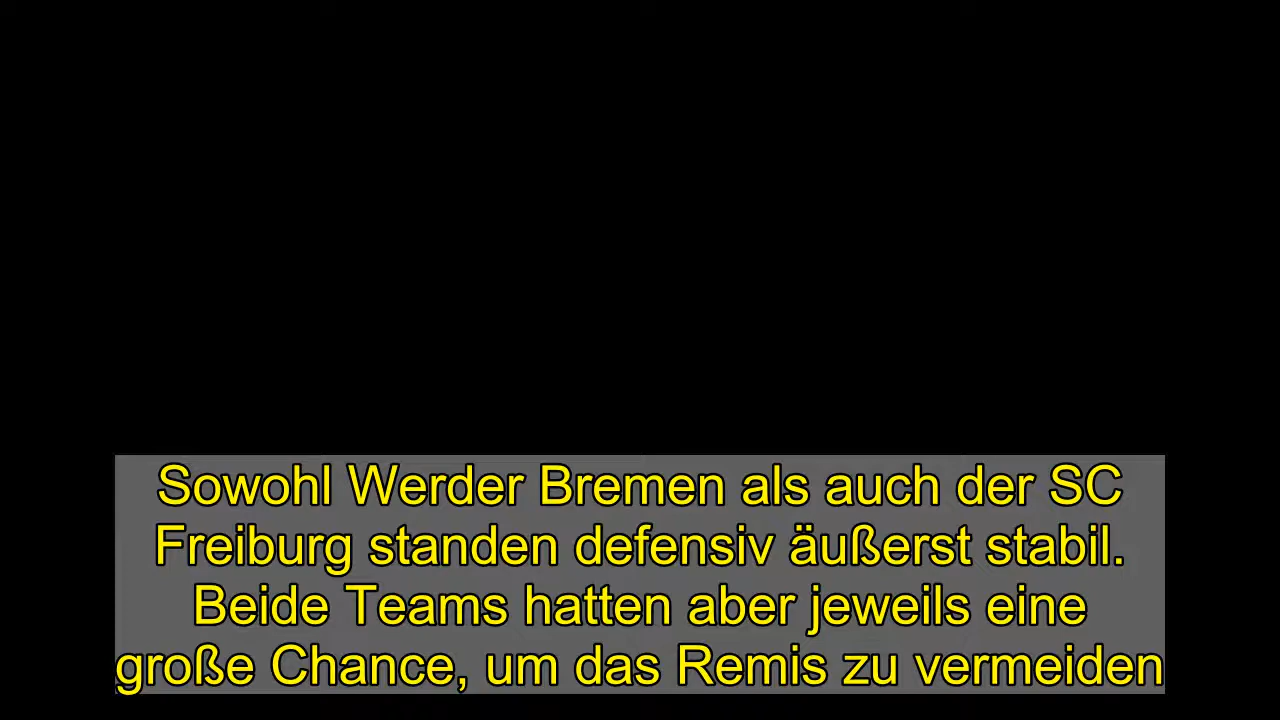 Sowohl Werder Bremen als auch der SC
Freiburg standen defensiv äußerst stabil.
Beide Teams hatten aber jeweils eine
große Chance, um das Remis zu vermeiden